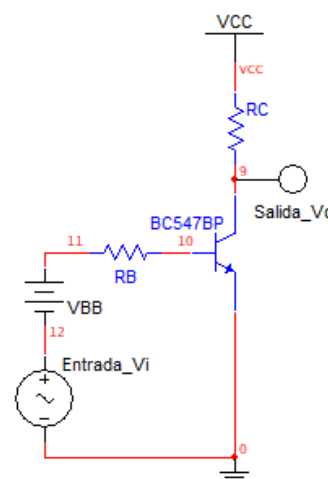 VCC
VCC
RC
9
Salida_Vo
BC547BP
11
10
RB
VBB
12
Entrada_Vi
0